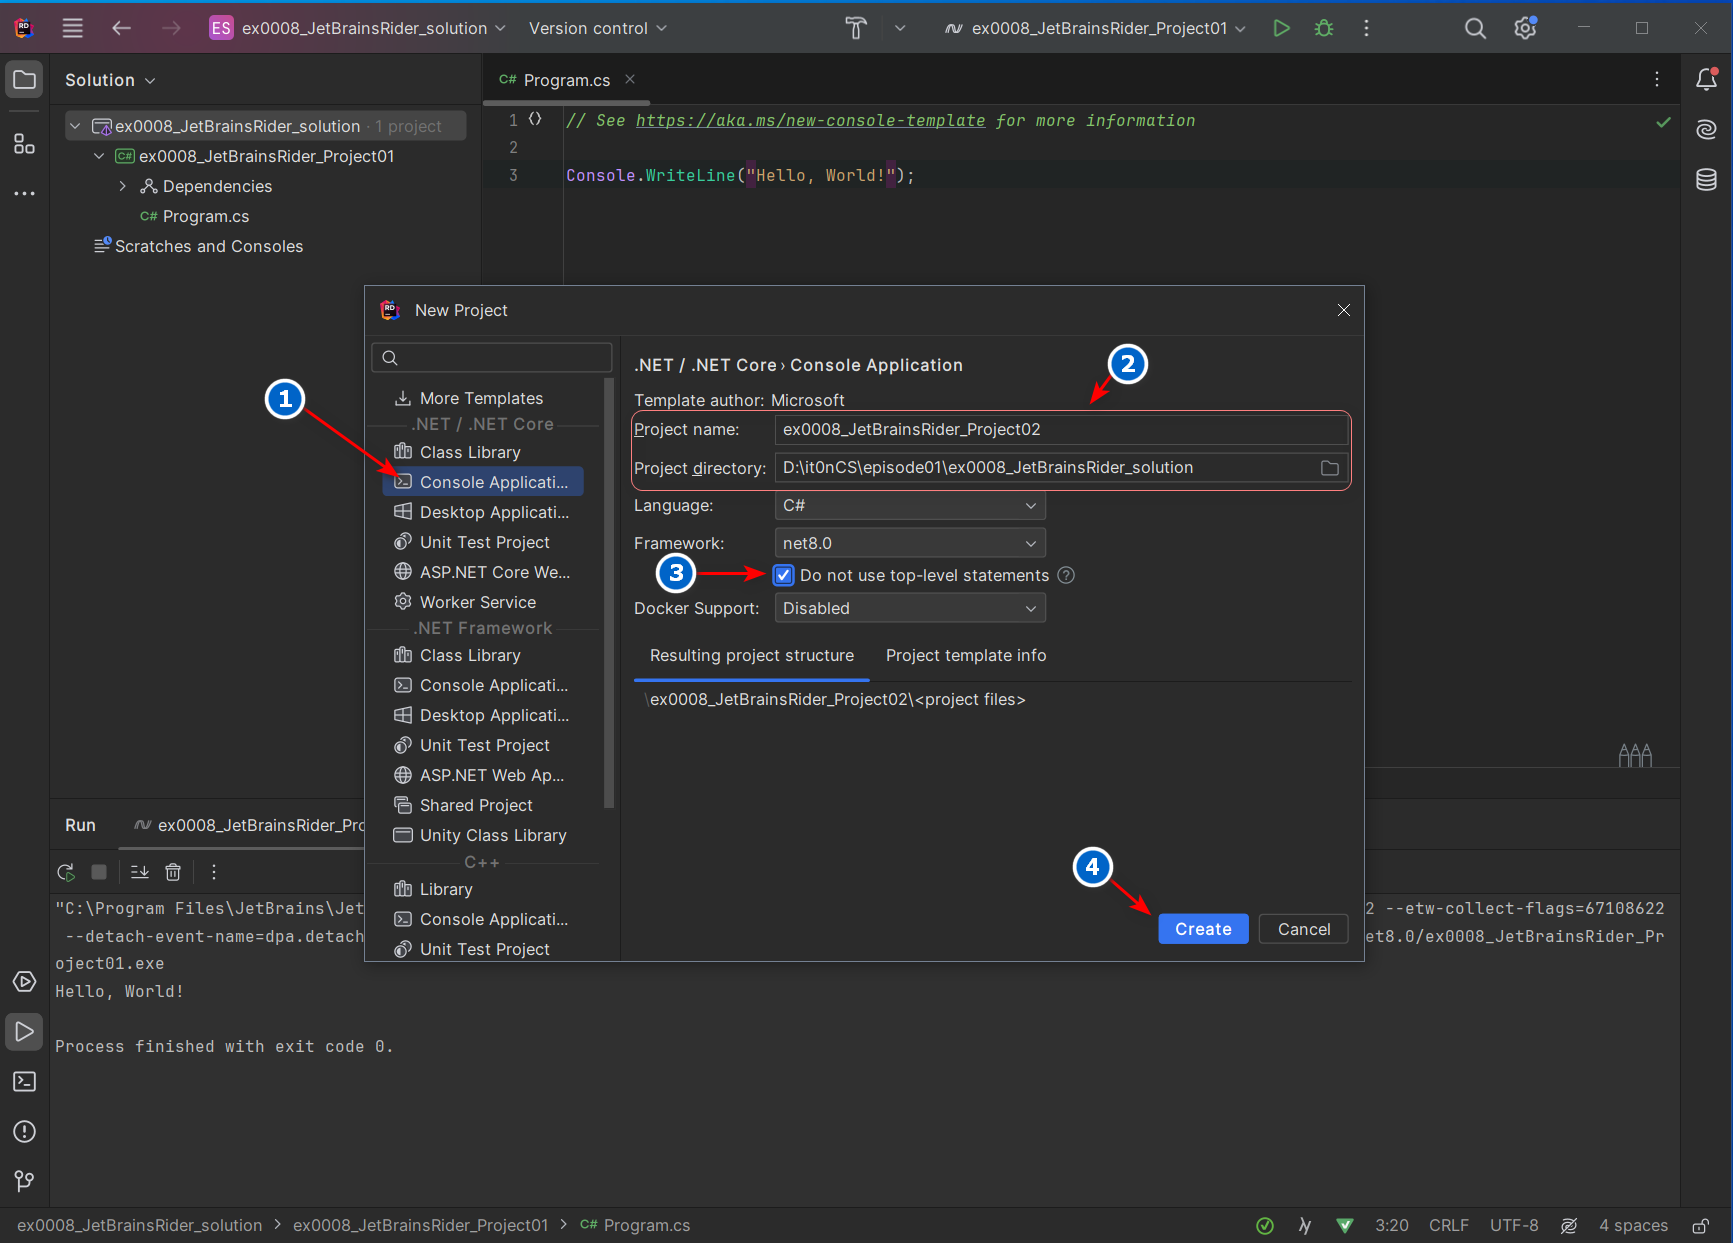 ES ex0008_JetBrainsRider_solution Version control ex0008_JetBrainsRider_Project01
Solution
C# Program.cs
ex0008_JetBrainsRider_solution · 1 project
C# ex0008_JetBrainsRider_Project01
Dependencies
C# Program.cs
Scratches and Consoles
1 // See https://aka.ms/new-console-template for more information
2
3 Console.WriteLine("Hello, World!");
RD New Project
1
2
3
4
More Templates
.NET / .NET Core
Class Library
Console Applicati...
Desktop Applicati...
Unit Test Project
ASP.NET Core We...
Worker Service
.NET Framework
Class Library
Console Applicati...
Desktop Applicati...
Unit Test Project
ASP.NET Web Ap...
Shared Project
Unity Class Library
C++
Library
Console Applicati...
Unit Test Project
.NET / .NET Core › Console Application
Template author: Microsoft
Project name: ex0008_JetBrainsRider_Project02
Project directory: D:\it0nCS\episode01\ex0008_JetBrainsRider_solution
Language: C#
Framework: net8.0
Do not use top-level statements ?
Docker Support: Disabled
Resulting project structure Project template info
\ex0008_JetBrainsRider_Project02\<project files>
Create Cancel
Run ex0008_JetBrainsRider_Pro
"C:\Program Files\JetBrains\Jet
2 --etw-collect-flags=67108622
--detach-event-name=dpa.detach
et8.0/ex0008_JetBrainsRider_Pr
oject01.exe
Hello, World!
Process finished with exit code 0.
ex0008_JetBrainsRider_solution > ex0008_JetBrainsRider_Project01 > C# Program.cs 3:20 CRLF UTF-8 4 spaces